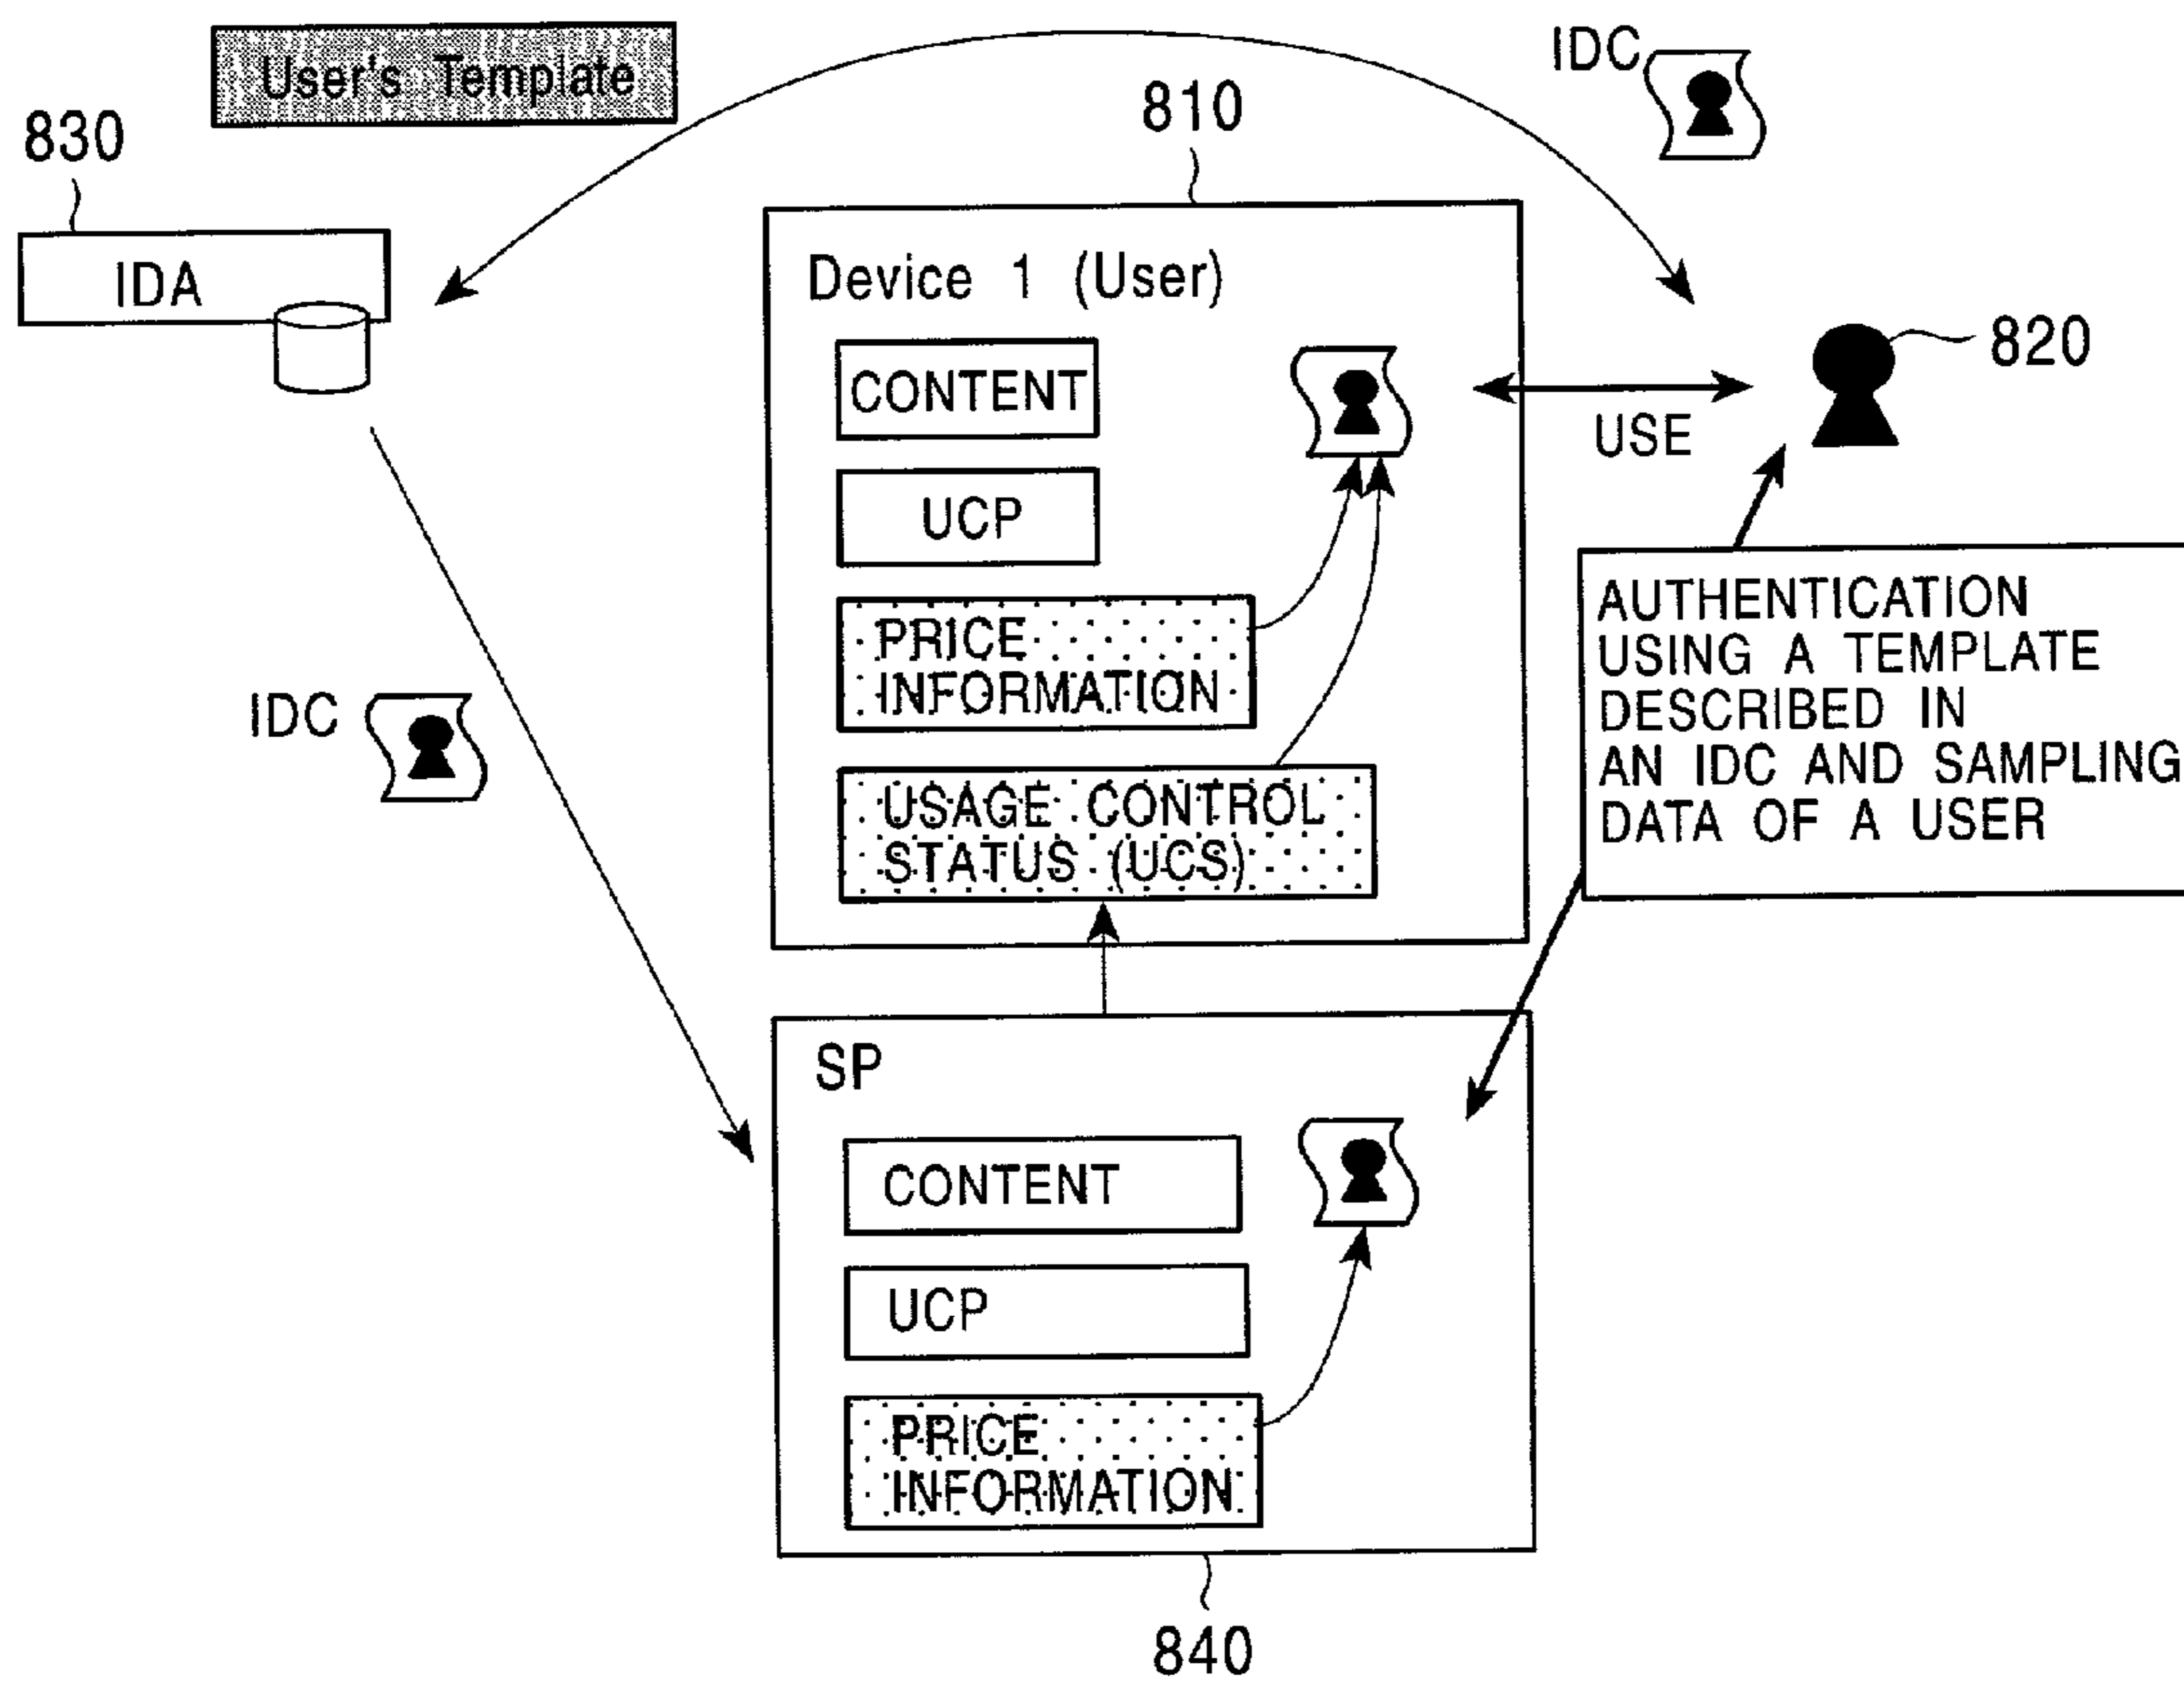 User's Template
IDC
830
810
IDA
Device 1 (User)
820
CONTENT
USE
UCP
AUTHENTICATION
USING A TEMPLATE
DESCRIBED IN
AN IDC AND SAMPLING
DATA OF A USER
PRICE
INFORMATION
IDC
USAGE CONTROL
STATUS (UCS)
SP
CONTENT
UCP
PRICE
INFORMATION
840